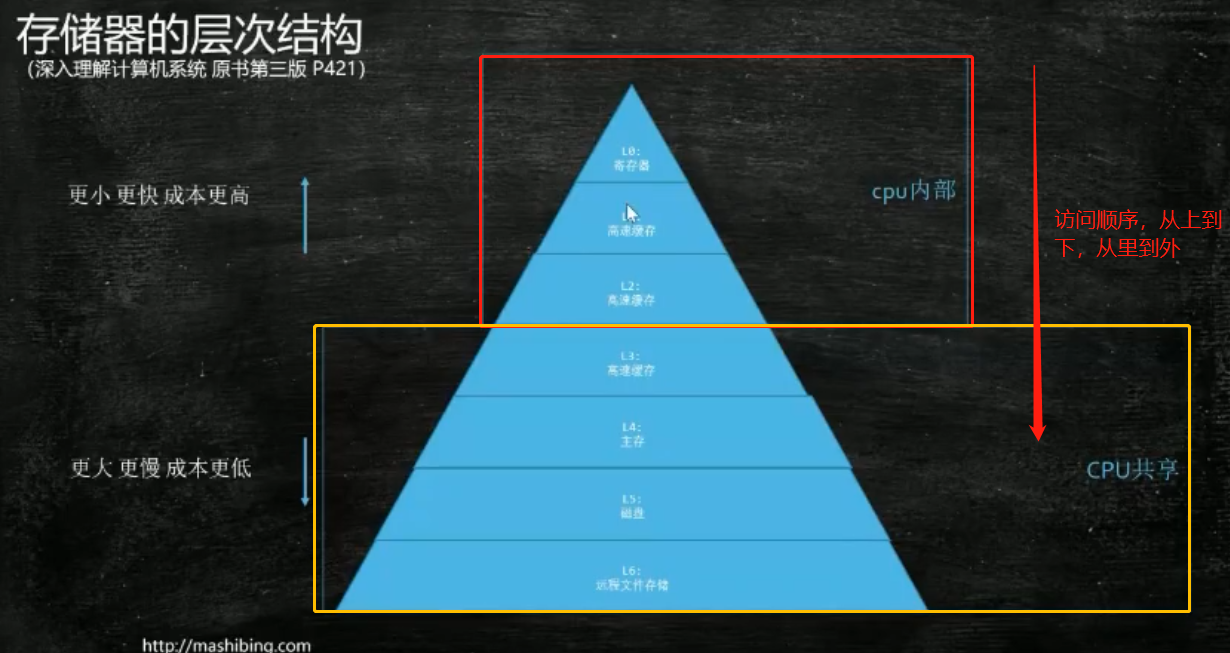 存储器的层次结构
（深入理解计算机系统 原书第三版 P421）
L0:
寄存器
更小 更快 成本更高
cpu内部
高速缓存
访问顺序，从上到
下，从里到外
L2:
高速缓存
L3:
高速缓存
L4:
主存
更大 更慢 成本更低
CPU共享
L5:
磁盘
L6:
远程文件存储
http://mashibing.com